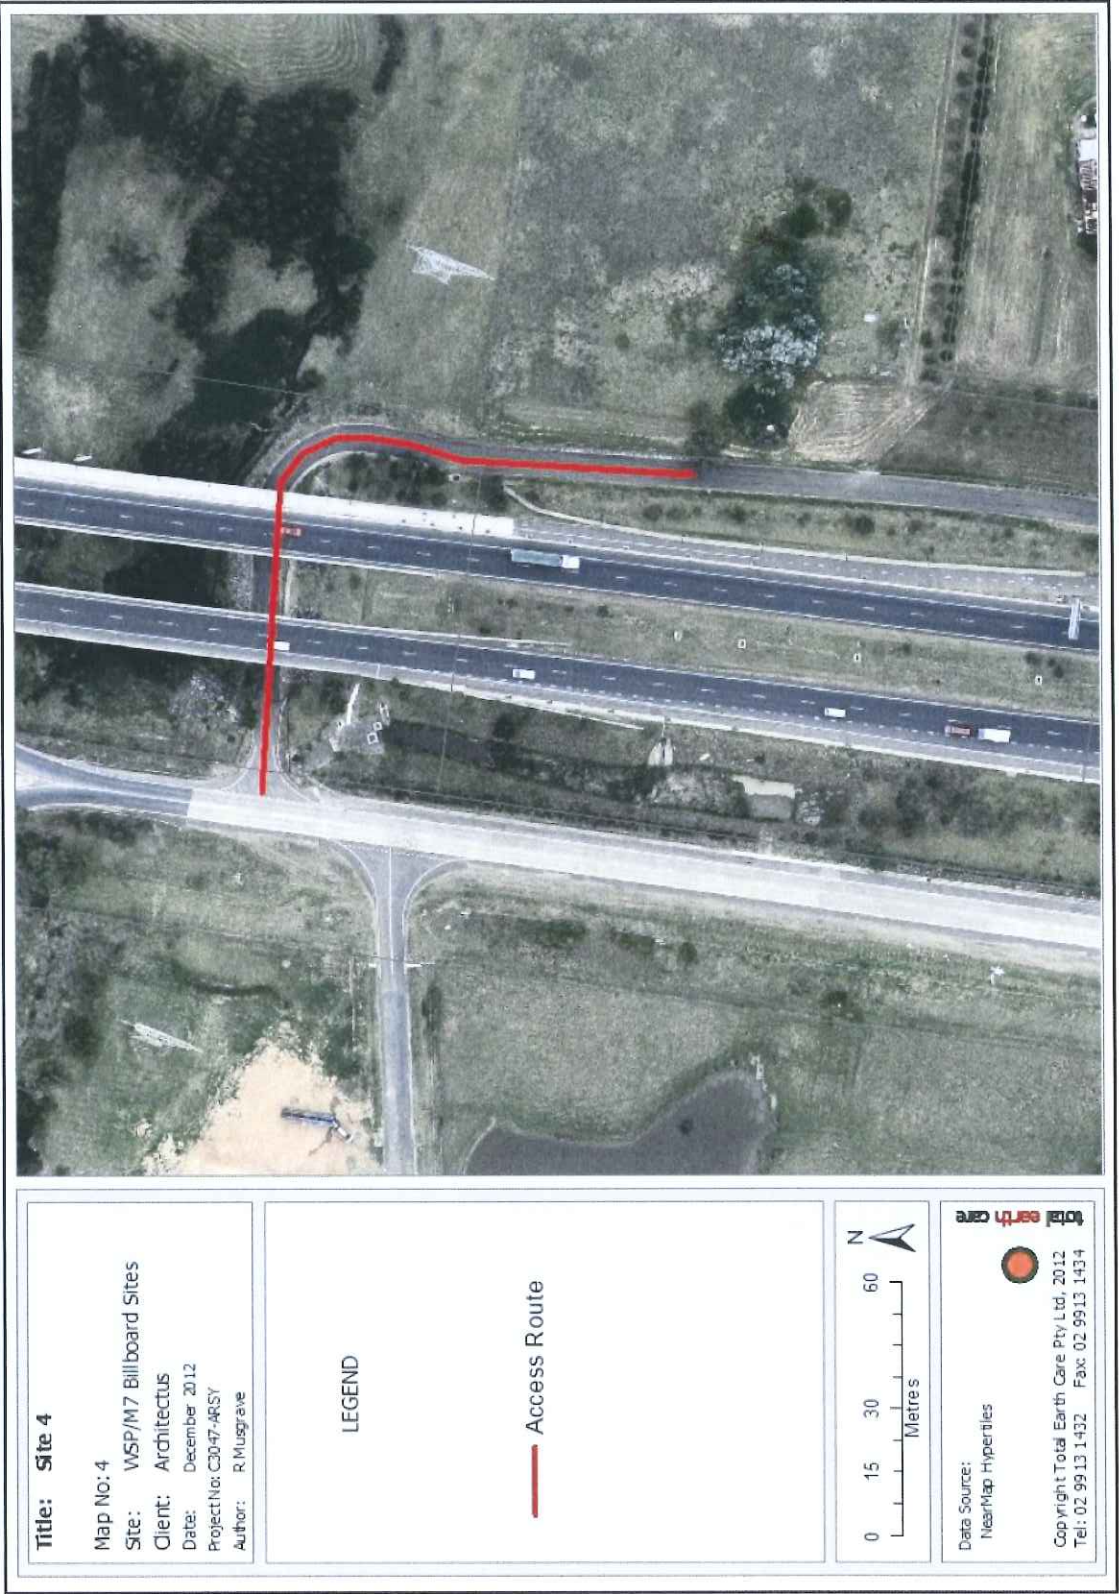 Title: Site 4
Map No: 4
Site: WSP/M7 Billboard Sites
Client: Architectus
Date: December 2012
Project No: C3047-ARSY
Author: R Musgrave
LEGEND
Access Route
N
0 15 30 60
Metres
Data Source:
NearMap Hypertiles
total earth care
Copyright Total Earth Care Pty Ltd, 2012
Tel: 02 9913 1432 Fax: 02 9913 1434